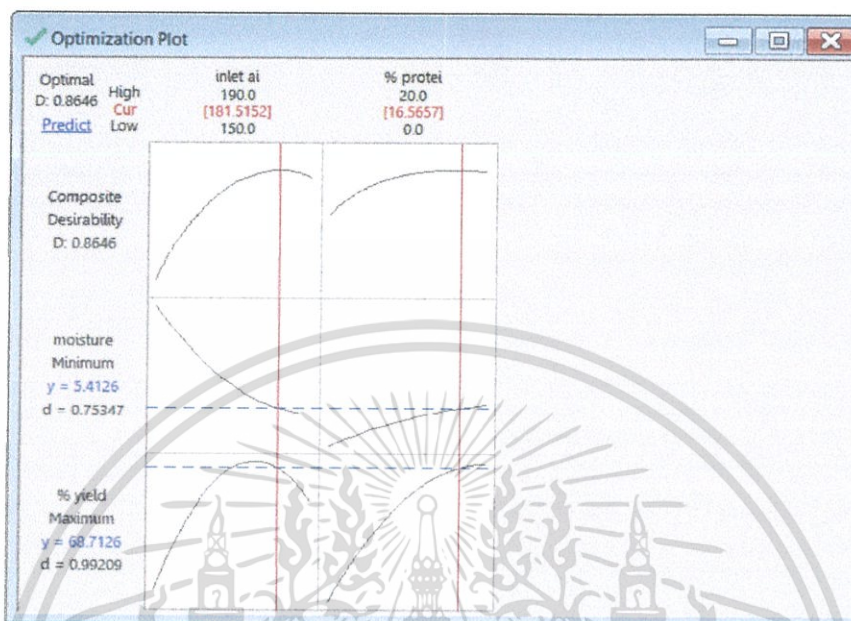 Optimization Plot
Optimal
D: 0.8646
Predict
High
Cur
Low
inlet ai
190.0
[181.5152]
150.0
% protei
20.0
[16.5657]
0.0
Composite
Desirability
D: 0.8646
moisture
Minimum
y = 5.4126
d = 0.75347
% yield
Maximum
y = 68.7126
d = 0.99209